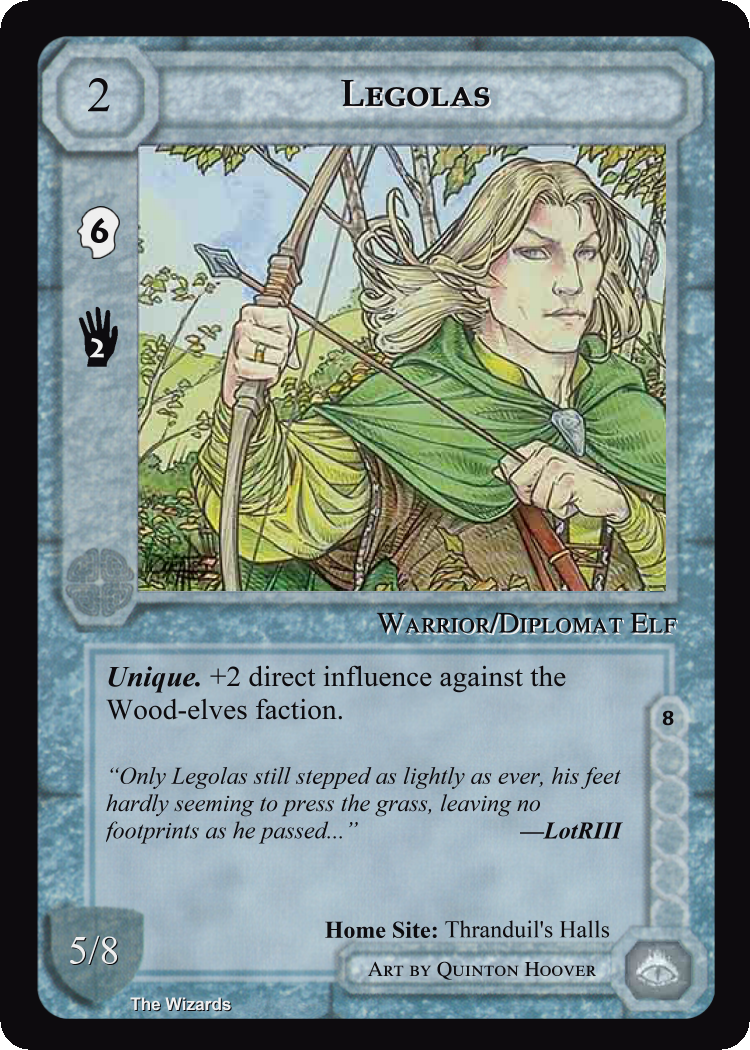 2
Legolas
6
2
Warrior/Diplomat Elf
Unique. +2 direct influence against the
Wood-elves faction.
8
“Only Legolas still stepped as lightly as ever, his feet
hardly seeming to press the grass, leaving no
footprints as he passed...” —LotRIII
Home Site: Thranduil's Halls
5/8
Art by Quinton Hoover
The Wizards